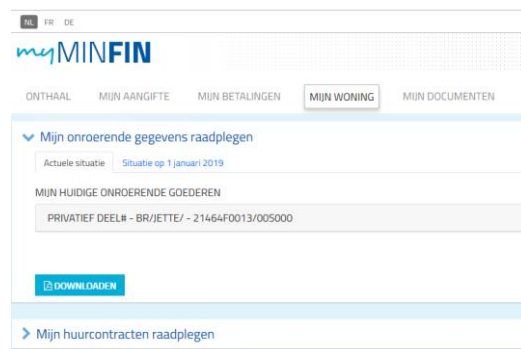 NL FR DE
myMINFIN
ONTHAAL MIJN AANGIFTE MIJN BETALINGEN MIJN WONING MIJN DOCUMENTEN
Mijn onroerende gegevens raadplegen
Actuele situatie Situatie op 1 januari 2019
MIJN HUIDIGE ONROERENDE GOEDEREN
PRIVATIEF DEEL# - BR/JETTE/ - 21464F0013/005000
DOWNLOADEN
Mijn huurcontracten raadplegen